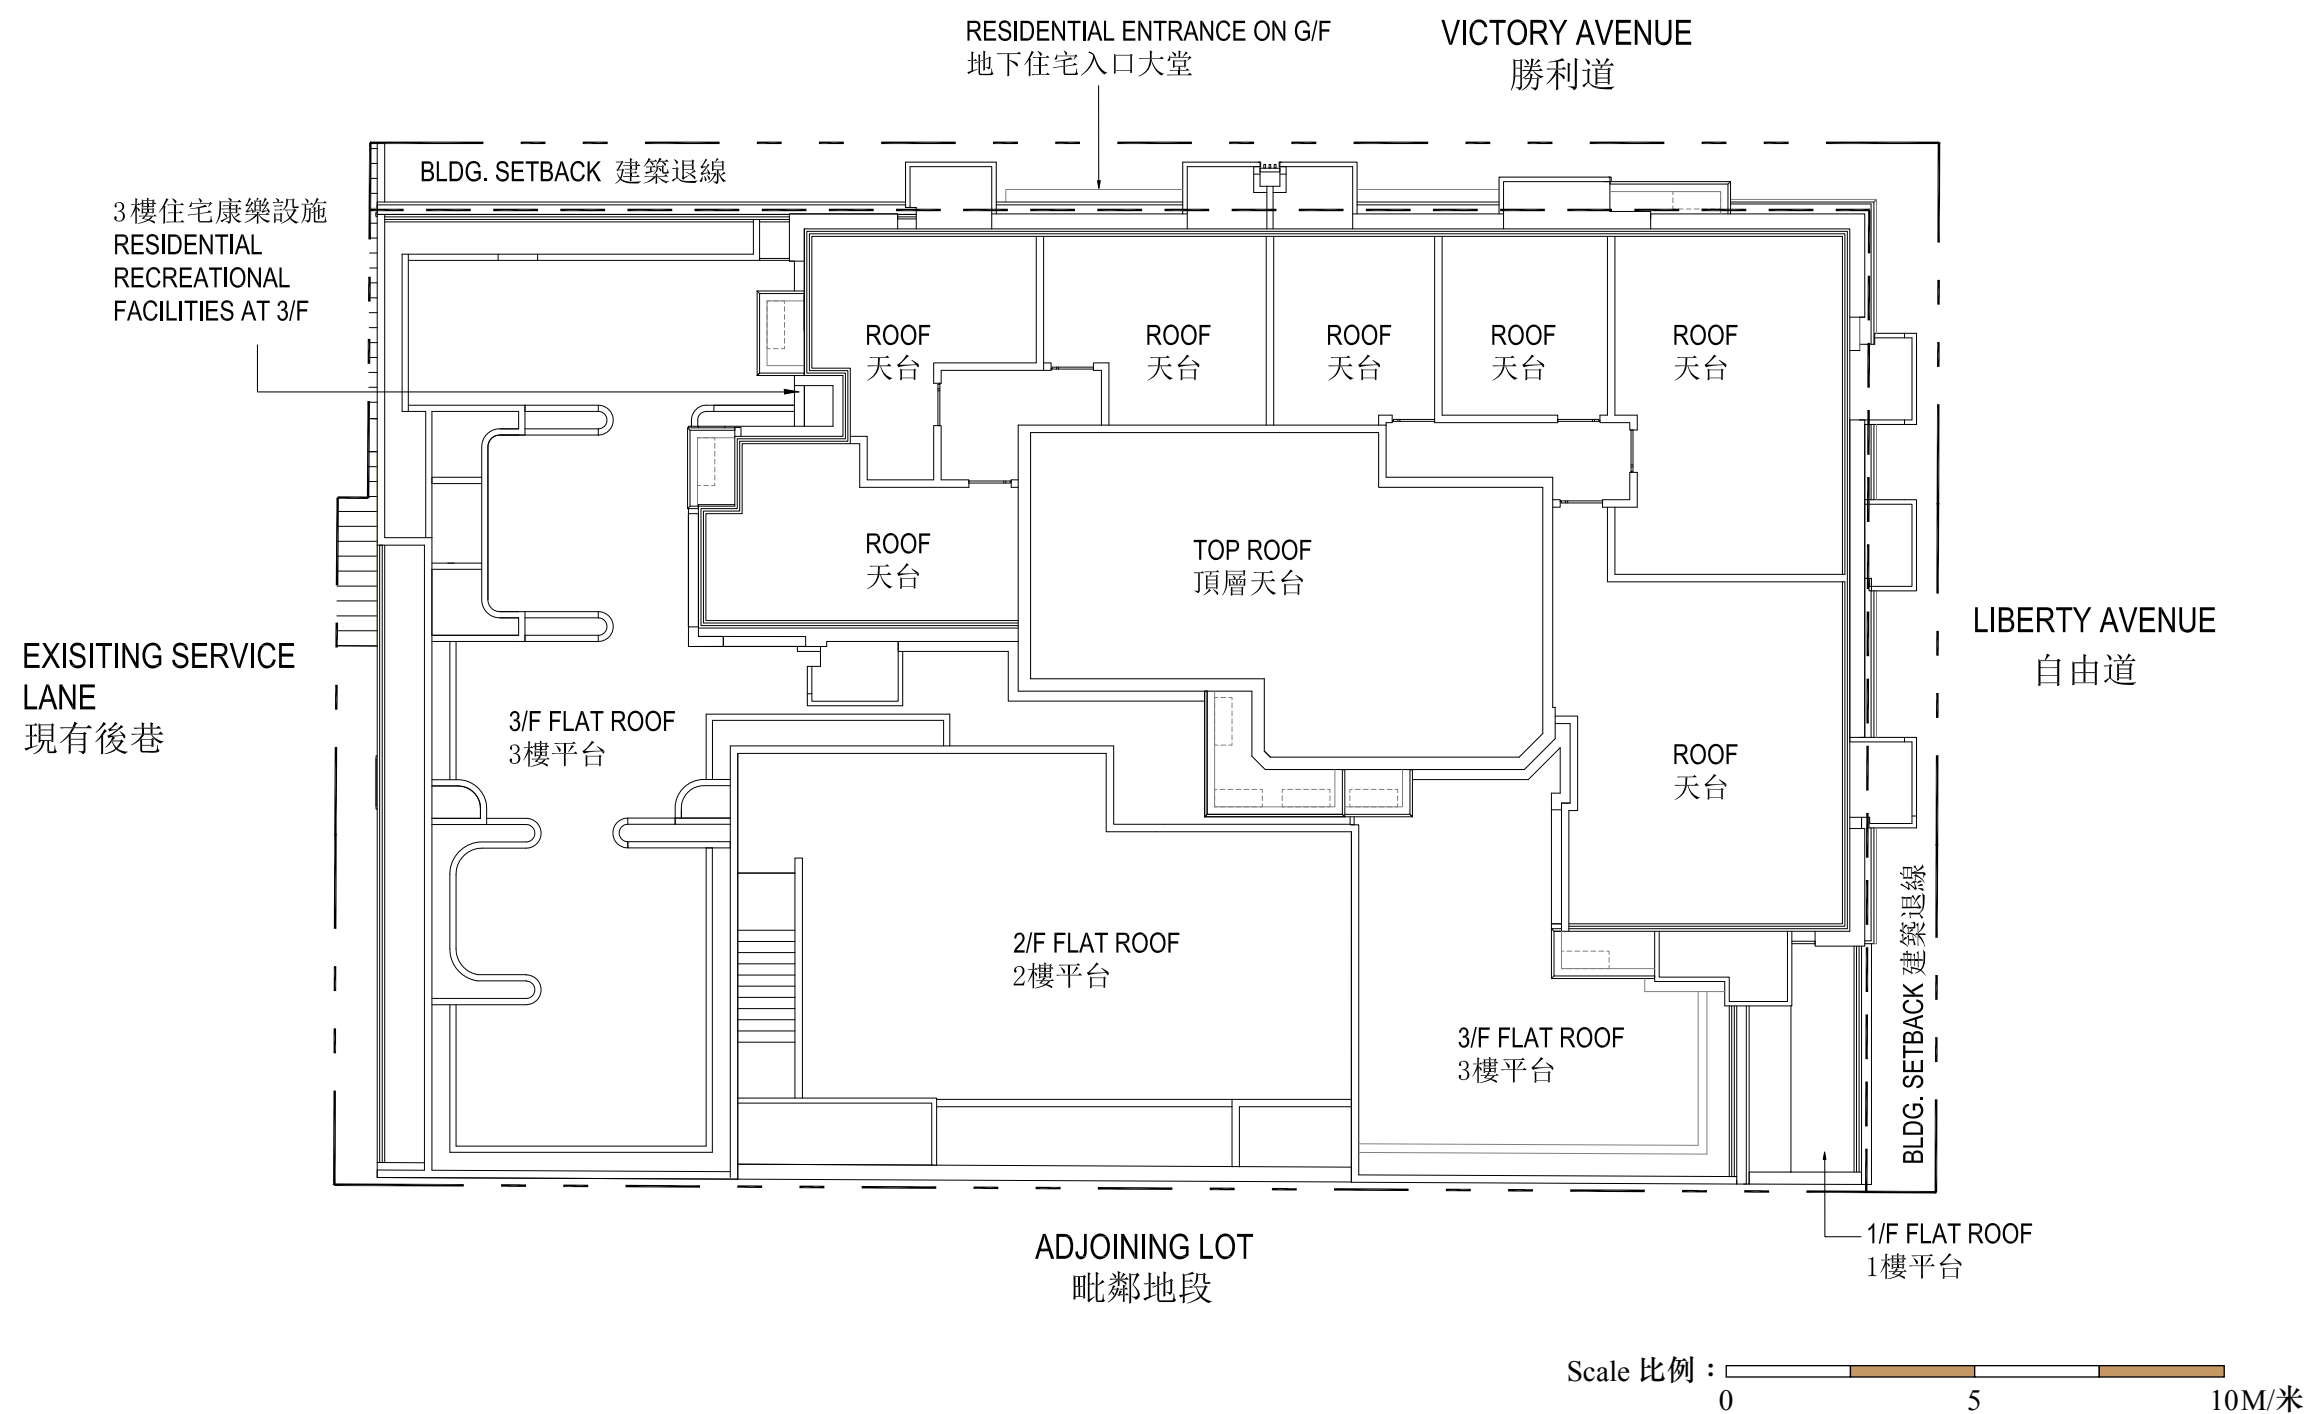 RESIDENTIAL ENTRANCE ON G/F
地下住宅入口大堂
VICTORY AVENUE
勝利道
BLDG. SETBACK 建築退線
3樓住宅康樂設施
RESIDENTIAL
RECREATIONAL
FACILITIES AT 3/F
ROOF
天台
ROOF
天台
ROOF
天台
ROOF
天台
ROOF
天台
ROOF
天台
TOP ROOF
頂層天台
LIBERTY AVENUE
自由道
EXISITING SERVICE
LANE
現有後巷
3/F FLAT ROOF
3樓平台
ROOF
天台
2/F FLAT ROOF
2樓平台
3/F FLAT ROOF
3樓平台
BLDG. SETBACK 建築退線
1/F FLAT ROOF
1樓平台
ADJOINING LOT
毗鄰地段
Scale 比例：
0 5 10M/米